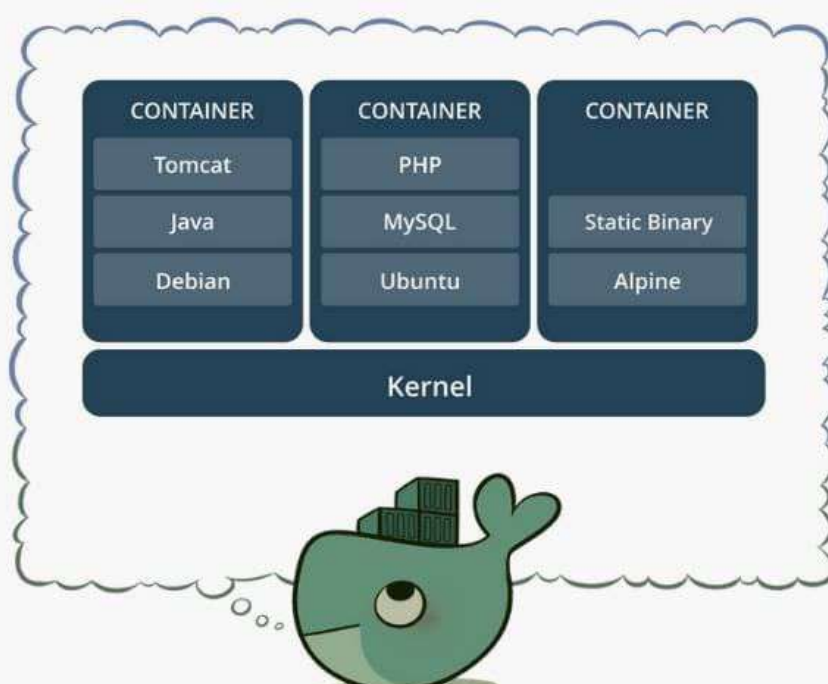 CONTAINER
Tomcat
Java
Debian
CONTAINER
PHP
MySQL
Ubuntu
CONTAINER
Static Binary
Alpine
Kernel